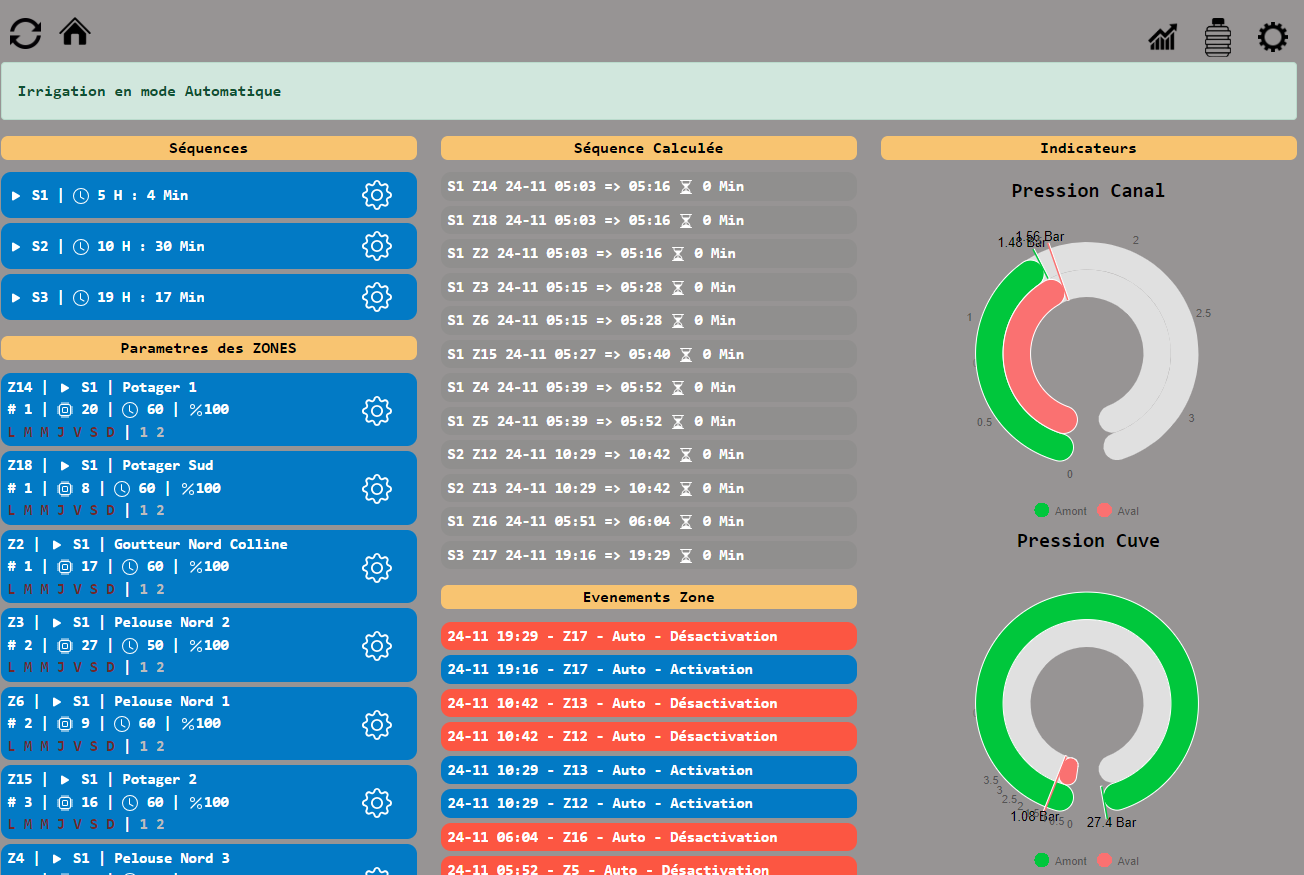 Irrigation en mode Automatique
Séquences
S1 | 5 H : 4 Min
S2 | 10 H : 30 Min
S3 | 19 H : 17 Min
Parametres des ZONES
Z14 | S1 | Potager 1
# 1 | 20 | 60 | %100
L M M J V S D | 1 2
Z18 | S1 | Potager Sud
# 1 | 8 | 60 | %100
L M M J V S D | 1 2
Z2 | S1 | Goutteur Nord Colline
# 1 | 17 | 60 | %100
L M M J V S D | 1 2
Z3 | S1 | Pelouse Nord 2
# 2 | 27 | 50 | %100
L M M J V S D | 1 2
Z6 | S1 | Pelouse Nord 1
# 2 | 9 | 60 | %100
L M M J V S D | 1 2
Z15 | S1 | Potager 2
# 3 | 16 | 60 | %100
L M M J V S D | 1 2
Z4 | S1 | Pelouse Nord 3
Séquence Calculée
S1 Z14 24-11 05:03 => 05:16 0 Min
S1 Z18 24-11 05:03 => 05:16 0 Min
S1 Z2 24-11 05:03 => 05:16 0 Min
S1 Z3 24-11 05:15 => 05:28 0 Min
S1 Z6 24-11 05:15 => 05:28 0 Min
S1 Z15 24-11 05:27 => 05:40 0 Min
S1 Z4 24-11 05:39 => 05:52 0 Min
S1 Z5 24-11 05:39 => 05:52 0 Min
S2 Z12 24-11 10:29 => 10:42 0 Min
S2 Z13 24-11 10:29 => 10:42 0 Min
S1 Z16 24-11 05:51 => 06:04 0 Min
S3 Z17 24-11 19:16 => 19:29 0 Min
Evenements Zone
24-11 19:29 - Z17 - Auto - Désactivation
24-11 19:16 - Z17 - Auto - Activation
24-11 10:42 - Z13 - Auto - Désactivation
24-11 10:42 - Z12 - Auto - Désactivation
24-11 10:29 - Z13 - Auto - Activation
24-11 10:29 - Z12 - Auto - Activation
24-11 06:04 - Z16 - Auto - Désactivation
24-11 05:52 - Z5 - Auto - Désactivation
Indicateurs
Pression Canal
1.56 Bar
1.48 Bar
2
2.5
1
0.5
3
0
Amont Aval
Pression Cuve
3.5
3
2.5
2
0.5
0
1.08 Bar
27.4 Bar
Amont Aval